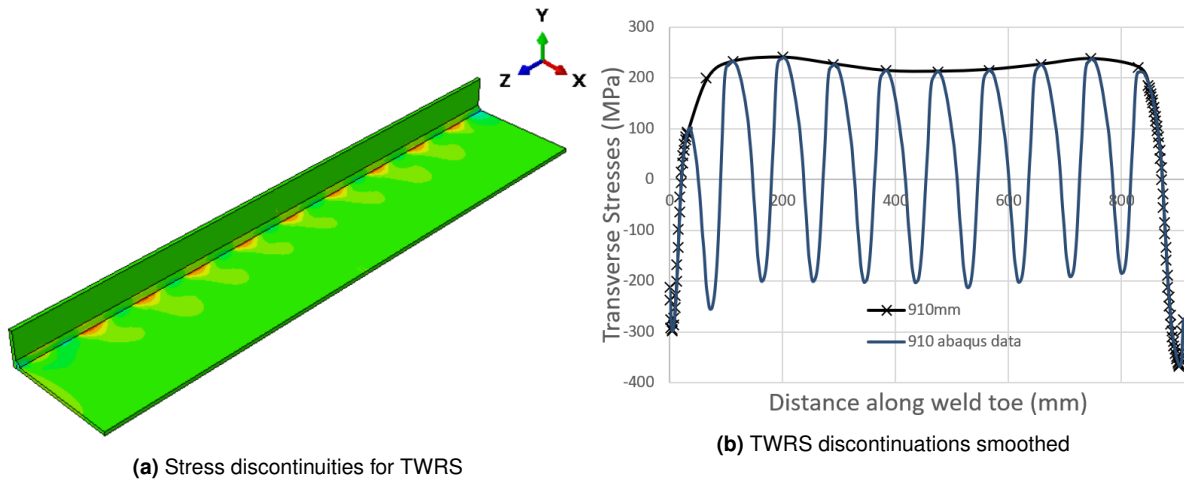 Y
Z
X
(a) Stress discontinuities for TWRS
300
200
100
0
-100
-200
-300
-400
Transverse Stresses (MPa)
0
200
400
600
800
910mm
910 abaqus data
Distance along weld toe (mm)
(b) TWRS discontinuations smoothed